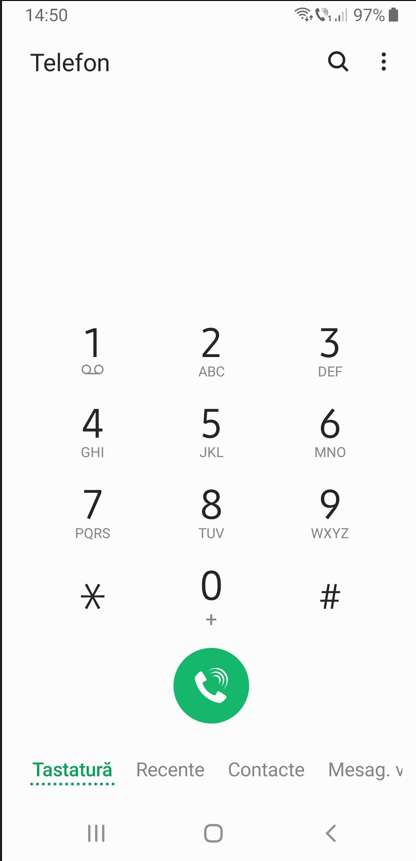 14:50 97%
Telefon
1 2 3
ABC DEF
4 5 6
GHI JKL MNO
7 8 9
PQRS TUV WXYZ
* 0 #
+
Tastatură Recente Contacte Mesag. v